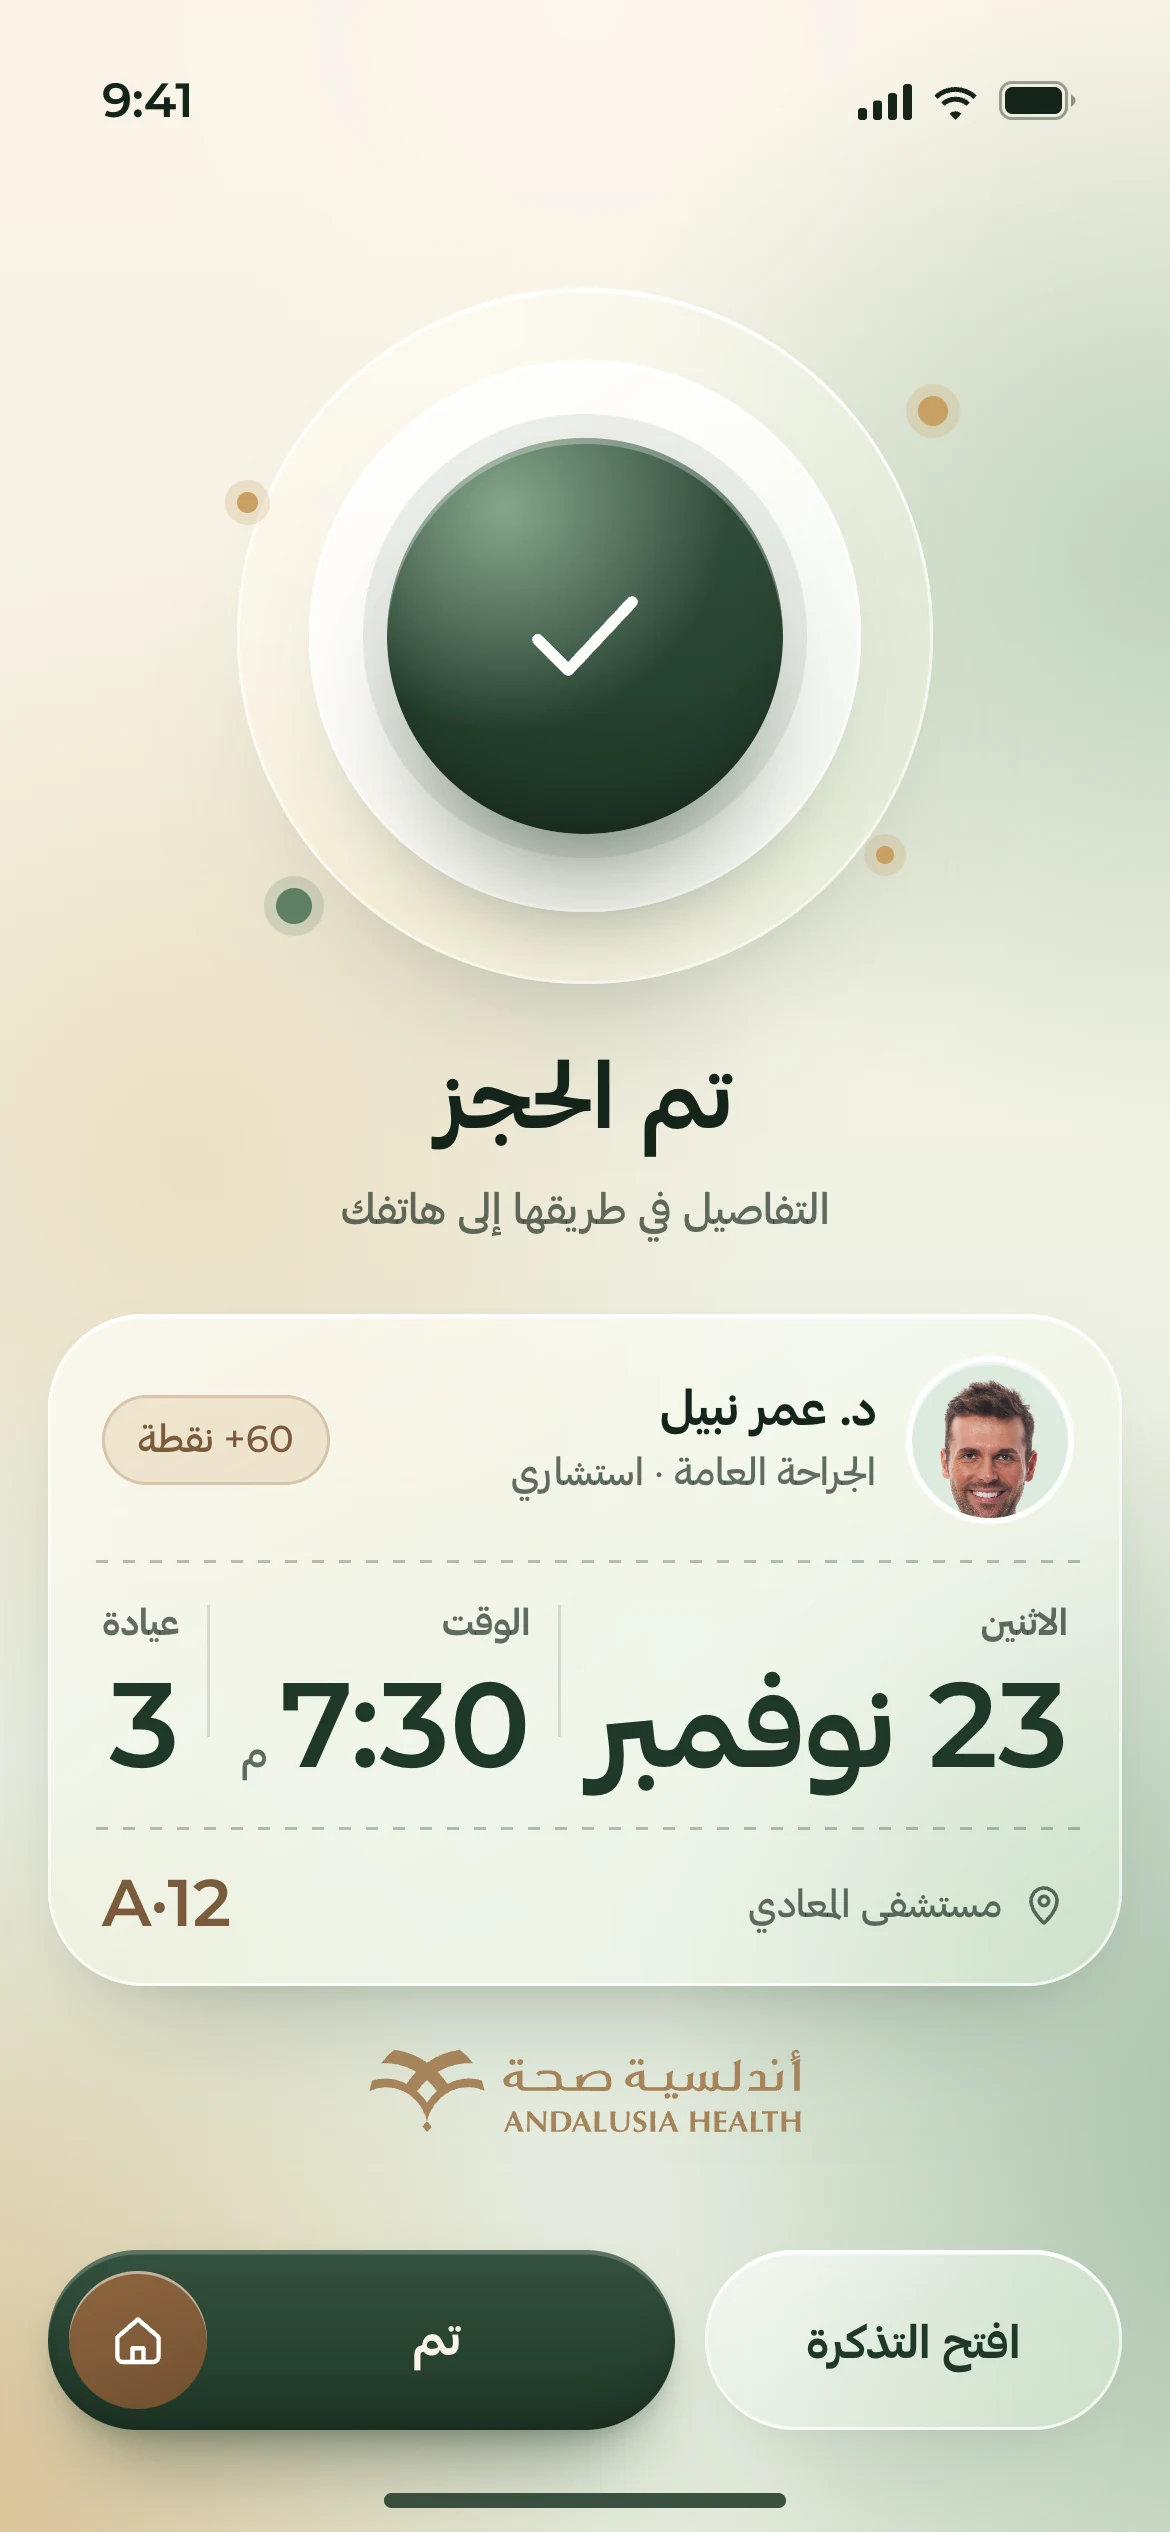 9:41
تم الحجز
التفاصيل في طريقها إلى هاتفك
د. عمر نبيل
الجراحة العامة · استشاري
+60 نقطة
الاثنين
23 نوفمبر
الوقت
7:30 م
عيادة
3
مستشفى المعادي
A·12
أندلسية صحة
ANDALUSIA HEALTH
افتح التذكرة
تم